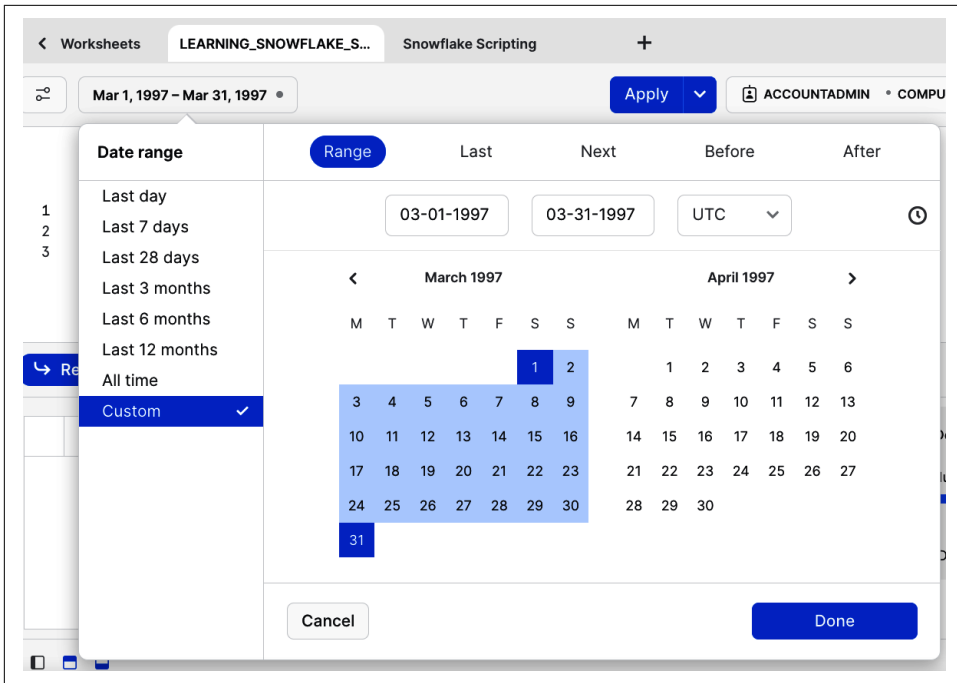 Worksheets LEARNING_SNOWFLAKE_S... Snowflake Scripting
Mar 1, 1997 – Mar 31, 1997 Apply ACCOUNTADMIN • COMPU
Date range Range Last Next Before After
Last day
1 Last 7 days 03-01-1997 03-31-1997 UTC
2 Last 28 days
3 Last 3 months
Last 6 months
Last 12 months
All time
Custom
Re
March 1997 April 1997
M T W T F S S M T W T F S S
1 2 1 2 3 4 5 6
3 4 5 6 7 8 9 7 8 9 10 11 12 13
10 11 12 13 14 15 16 14 15 16 17 18 19 20
17 18 19 20 21 22 23 21 22 23 24 25 26 27
24 25 26 27 28 29 30 28 29 30
31
Cancel Done